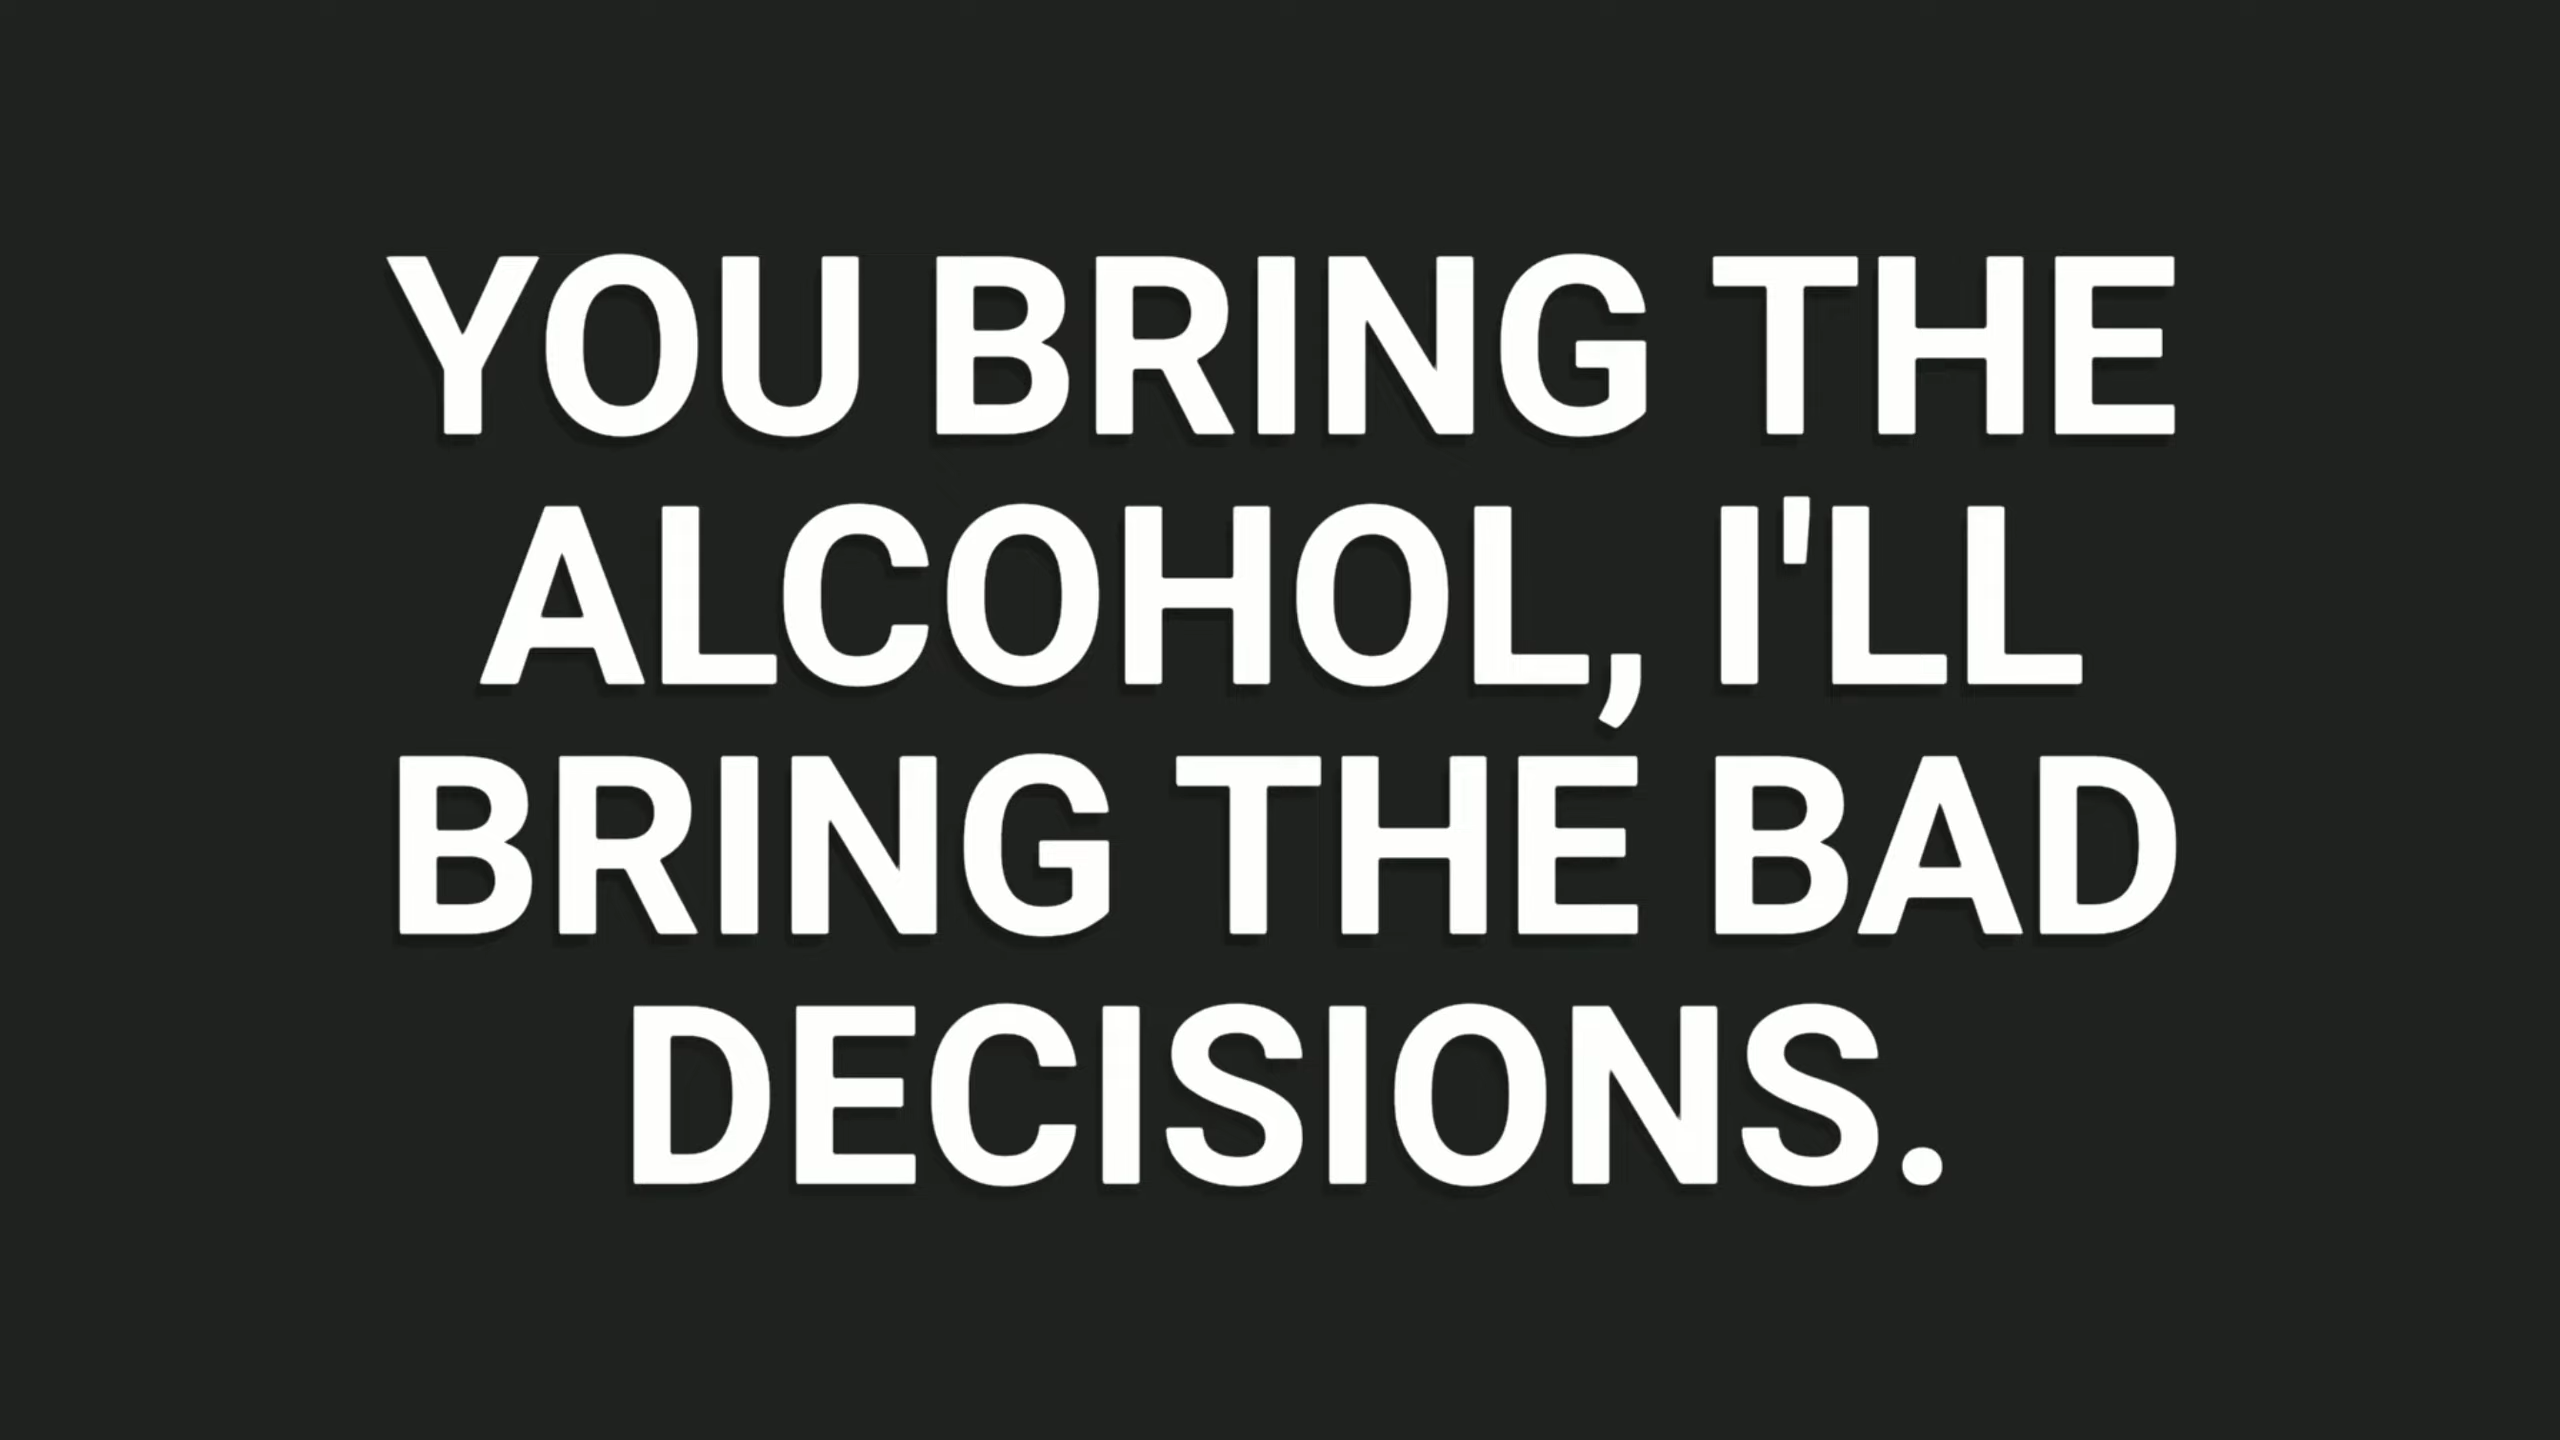 YOU BRING THE
ALCOHOL, I'LL
BRING THE BAD
DECISIONS.